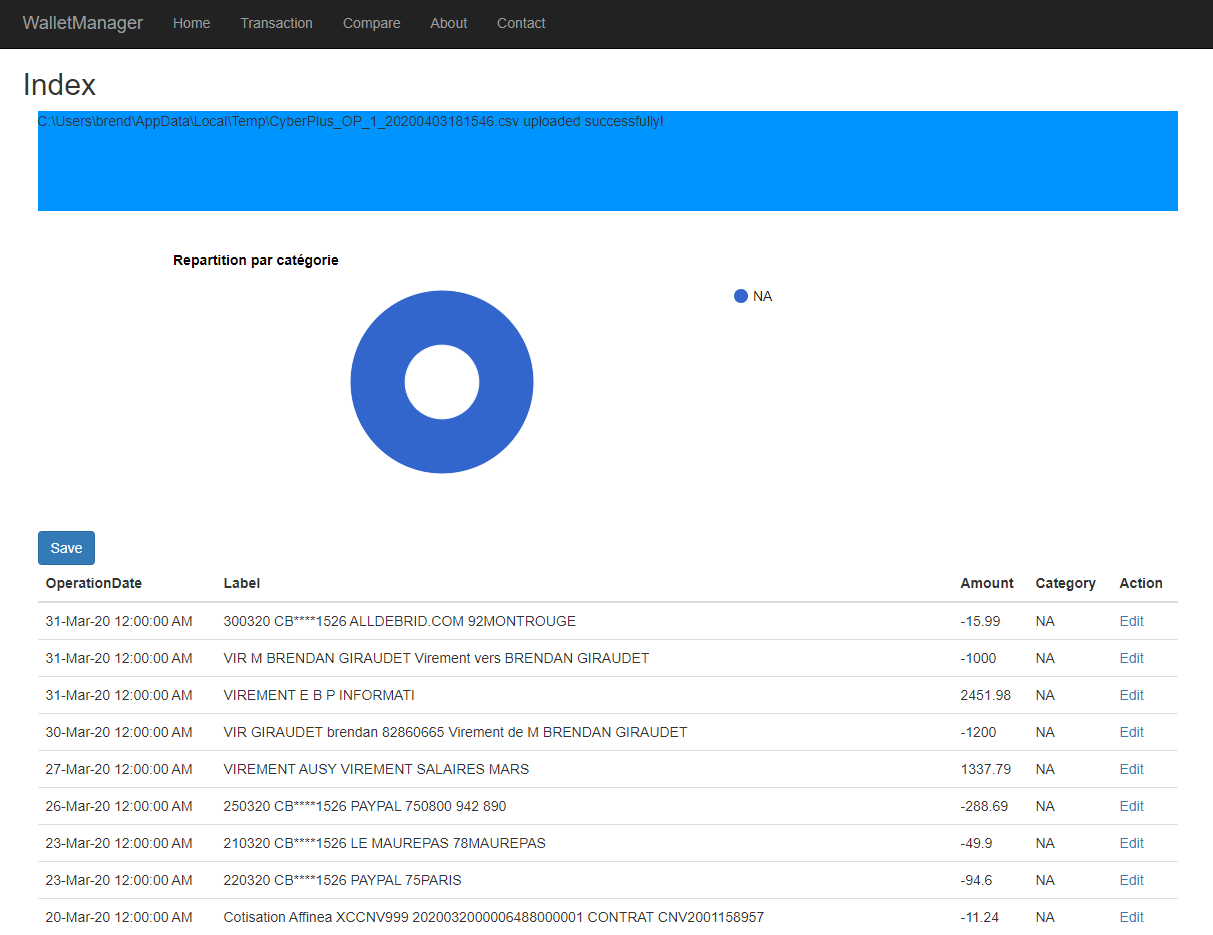 WalletManager Home Transaction Compare About Contact
Index
C:\Users\brend\AppData\Local\Temp\CyberPlus_OP_1_20200403181546.csv uploaded successfully!
Repartition par catégorie
NA
Save
OperationDate Label Amount Category Action
31-Mar-20 12:00:00 AM 300320 CB****1526 ALLDEBRID.COM 92MONTROUGE -15.99 NA Edit
31-Mar-20 12:00:00 AM VIR M BRENDAN GIRAUDET Virement vers BRENDAN GIRAUDET -1000 NA Edit
31-Mar-20 12:00:00 AM VIREMENT E B P INFORMATI 2451.98 NA Edit
30-Mar-20 12:00:00 AM VIR GIRAUDET brendan 82860665 Virement de M BRENDAN GIRAUDET -1200 NA Edit
27-Mar-20 12:00:00 AM VIREMENT AUSY VIREMENT SALAIRES MARS 1337.79 NA Edit
26-Mar-20 12:00:00 AM 250320 CB****1526 PAYPAL 750800 942 890 -288.69 NA Edit
23-Mar-20 12:00:00 AM 210320 CB****1526 LE MAUREPAS 78MAUREPAS -49.9 NA Edit
23-Mar-20 12:00:00 AM 220320 CB****1526 PAYPAL 75PARIS -94.6 NA Edit
20-Mar-20 12:00:00 AM Cotisation Affinea XCCNV999 2020032000006488000001 CONTRAT CNV2001158957 -11.24 NA Edit